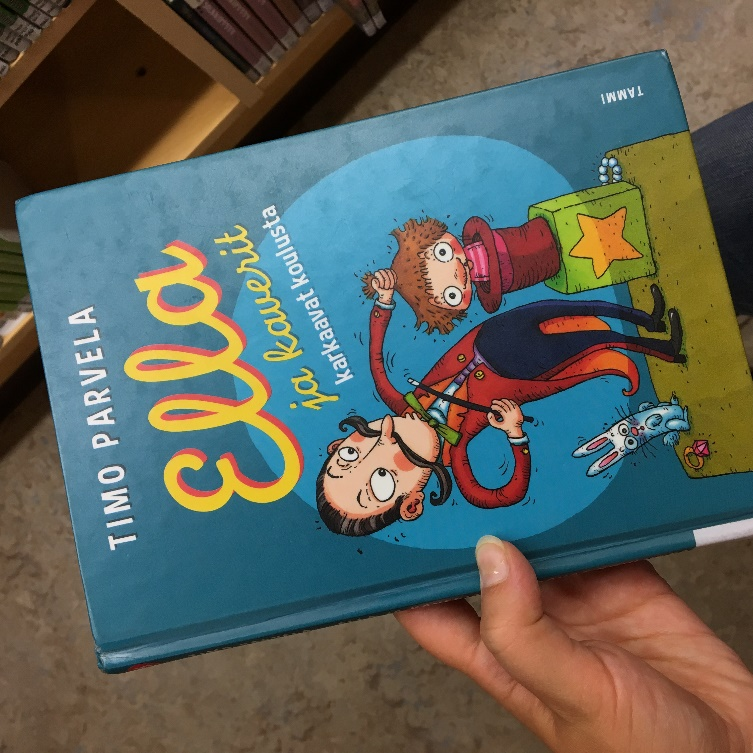 TIMO PARVELA
Ella
ja kaverit
karkaavat koulusta
TAMMI